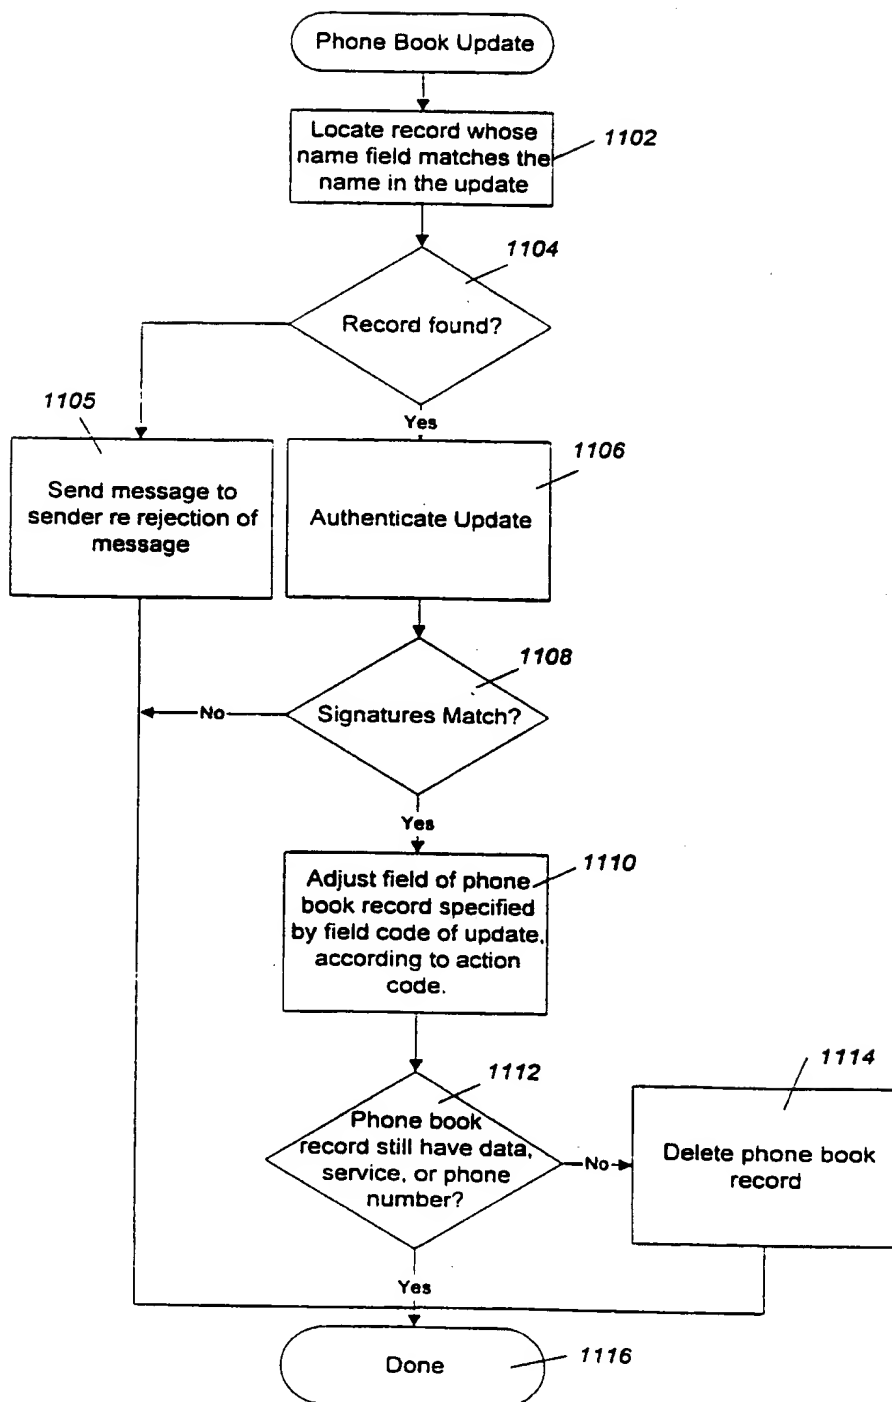 Phone Book Update
Locate record whose
name field matches the
name in the update
1102
1104
Record found?
1105
Yes
1106
Send message to
sender re rejection of
message
Authenticate Update
1108
Signatures Match?
No
Yes
1110
Adjust field of phone
book record specified
by field code of update,
according to action
code.
1112
1114
Phone book
record still have data,
service, or phone
number?
No
Delete phone book
record
Yes
Done
1116